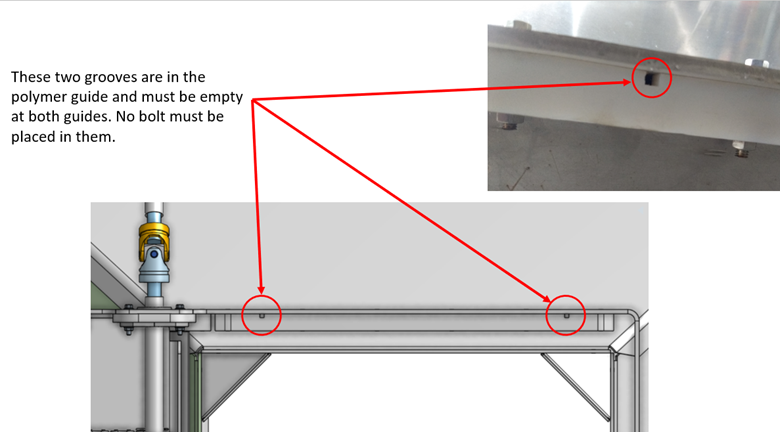 These two grooves are in the
polymer guide and must be empty
at both guides. No bolt must be
placed in them.